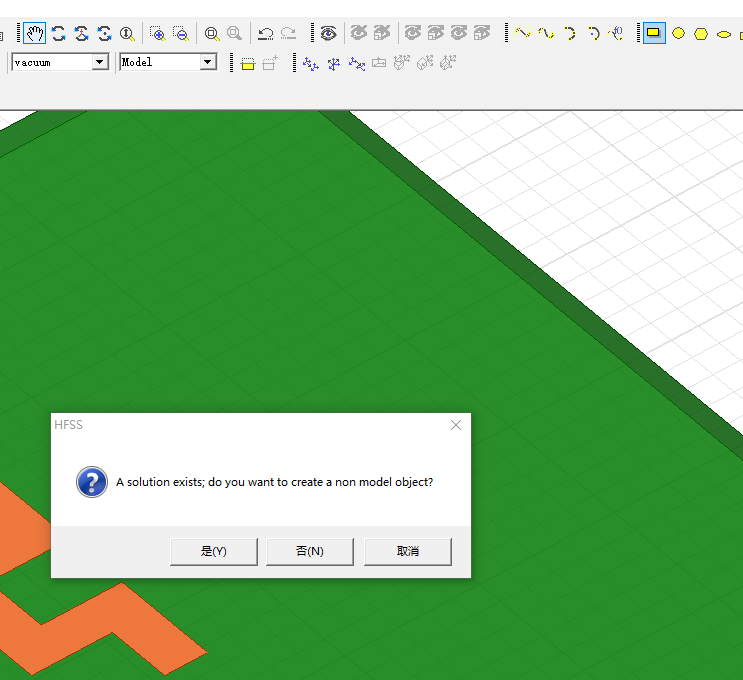 vacuum
Model
HFSS
A solution exists; do you want to create a non model object?
是(Y)
否(N)
取消